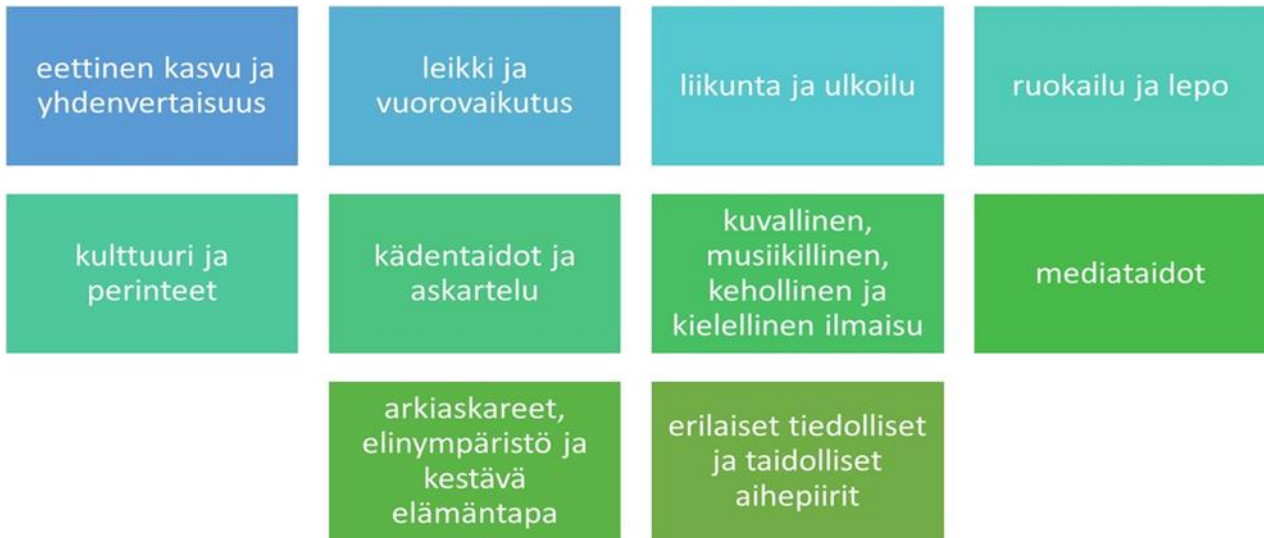 eettinen kasvu ja
yhdenvertaisuus
leikki ja
vuorovaikutus
liikunta ja ulkoilu
ruokailu ja lepo
kulttuuri ja
perinteet
kädentaidot ja
askartelu
kuvallinen,
musiikillinen,
kehollinen ja
kielellinen ilmaisu
mediataidot
arkiaskareet,
elinympäristö ja
kestävä
elämäntapa
erilaiset tiedolliset
ja taidolliset
aihepiirit